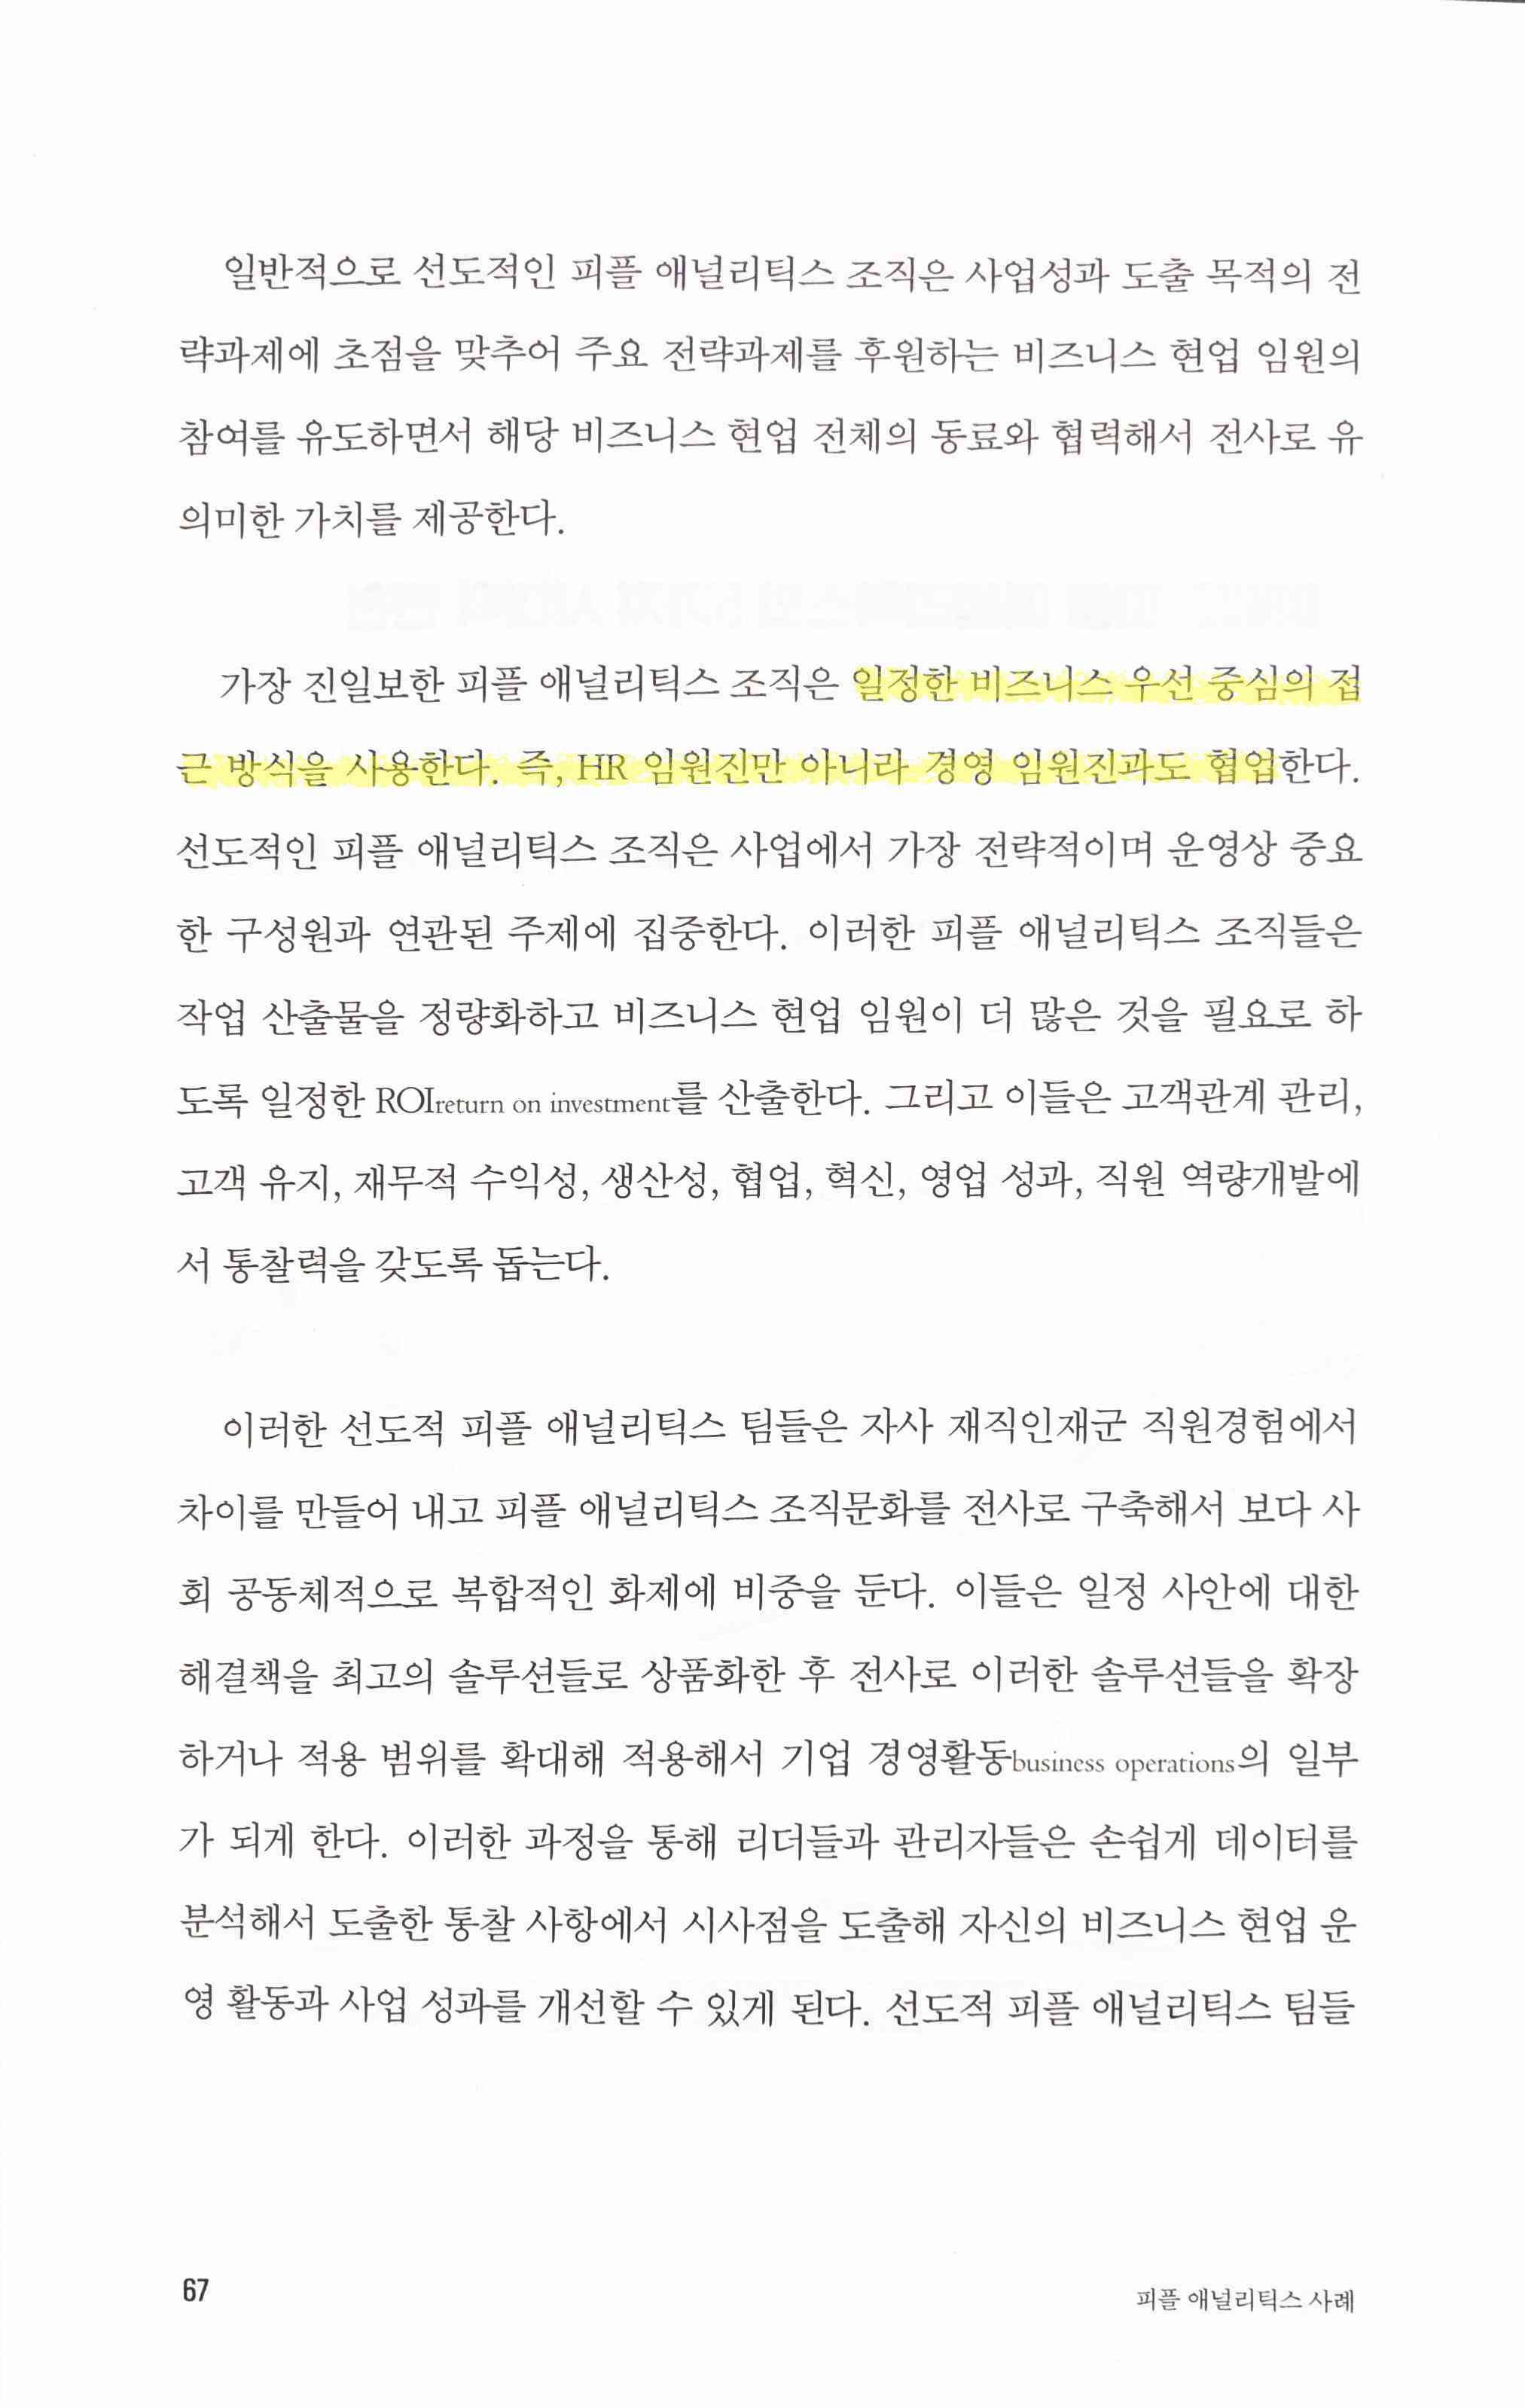 일반적으로 선도적인 피플 애널리틱스 조직은 사업성과 도출 목적의 전
략과제에 초점을 맞추어 주요 전략과제를 후원하는 비즈니스 현업 임원의
참여를 유도하면서 해당 비즈니스 현업 전체의 동료와 협력해서 전사로 유
의미한 가치를 제공한다.
가장 진일보한 피플 애널리틱스 조직은 일정한 비즈니스 우선 중심의 접
근 방식을 사용한다. 즉, HR 임원진만 아니라 경영 임원진과도 협업한다.
선도적인 피플 애널리틱스 조직은 사업에서 가장 전략적이며 운영상 중요
한 구성원과 연관된 주제에 집중한다. 이러한 피플 애널리틱스 조직들은
작업 산출물을 정량화하고 비즈니스 현업 임원이 더 많은 것을 필요로 하
도록 일정한 ROIreturn on investment를 산출한다. 그리고 이들은 고객관계 관리,
고객 유지, 재무적 수익성, 생산성, 협업, 혁신, 영업 성과, 직원 역량개발에
서 통찰력을 갖도록 돕는다.
이러한 선도적 피플 애널리틱스 팀들은 자사 재직인재군 직원경험에서
차이를 만들어 내고 피플 애널리틱스 조직문화를 전사로 구축해서 보다 사
회 공동체적으로 복합적인 화제에 비중을 둔다. 이들은 일정 사안에 대한
해결책을 최고의 솔루션들로 상품화한 후 전사로 이러한 솔루션들을 확장
하거나 적용 범위를 확대해 적용해서 기업 경영활동business operations의 일부
가 되게 한다. 이러한 과정을 통해 리더들과 관리자들은 손쉽게 데이터를
분석해서 도출한 통찰 사항에서 시사점을 도출해 자신의 비즈니스 현업 운
영 활동과 사업 성과를 개선할 수 있게 된다. 선도적 피플 애널리틱스 팀들
67
피플 애널리틱스 사례